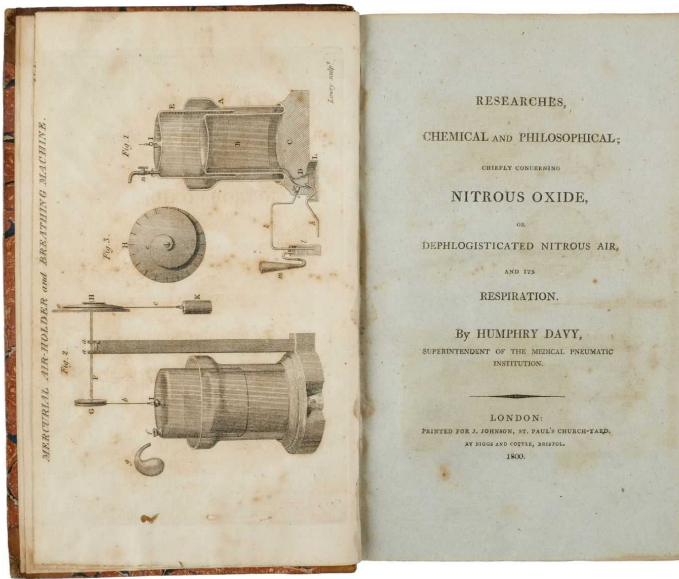 MERCURIAL AIR-HOLDER and BREATHING MACHINE.
Lowry sculp.t
Fig. 1
E
A
B
C
D
L
k
l
m
n
Fig. 3.
H
Fig. 2
H
e
K
F
G
RESEARCHES,
CHEMICAL AND PHILOSOPHICAL;
CHIEFLY CONCERNING
NITROUS OXIDE,
OR
DEPHLOGISTICATED NITROUS AIR,
AND ITS
RESPIRATION.
By HUMPHRY DAVY,
SUPERINTENDENT OF THE MEDICAL PNEUMATIC
INSTITUTION.
LONDON:
PRINTED FOR J. JOHNSON, ST. PAUL'S CHURCH-YARD.
BY BIGGS AND COTTLE, BRISTOL.
1800.